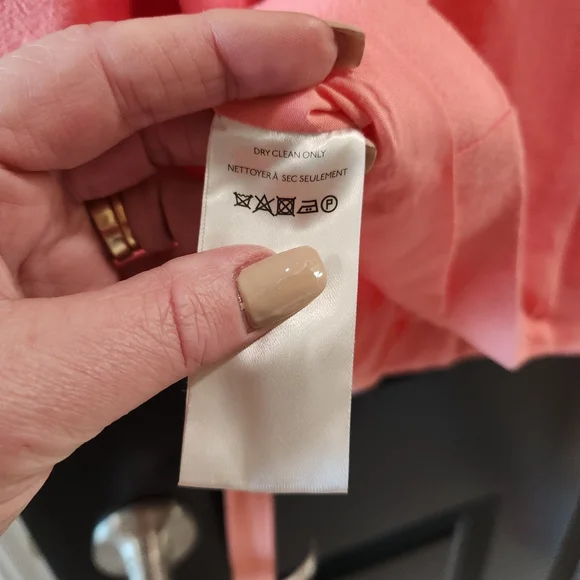 DRY CLEAN ONLY
NETTOYER À SEC SEULEMENT
P